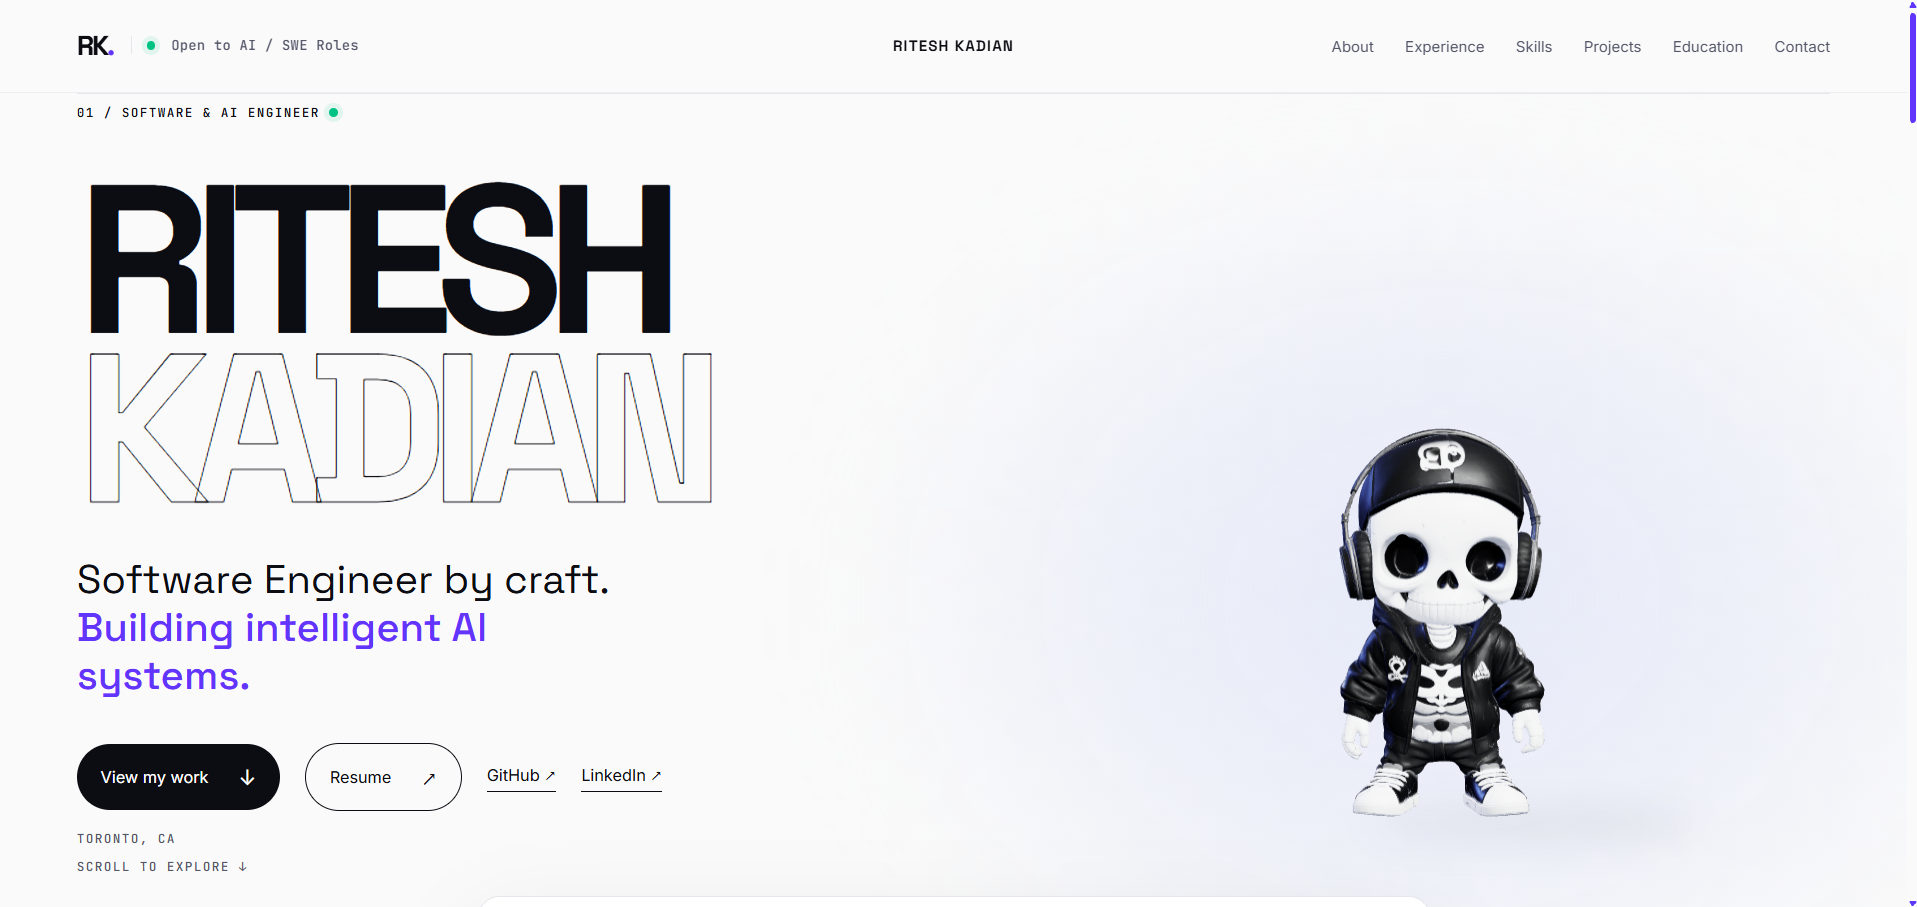 RK.
Open to AI / SWE Roles
RITESH KADIAN
About Experience Skills Projects Education Contact
01 / SOFTWARE & AI ENGINEER
RITESH
KADIAN
Software Engineer by craft.
Building intelligent AI
systems.
View my work ↓
Resume ↗
GitHub ↗
LinkedIn ↗
TORONTO, CA
SCROLL TO EXPLORE ↓